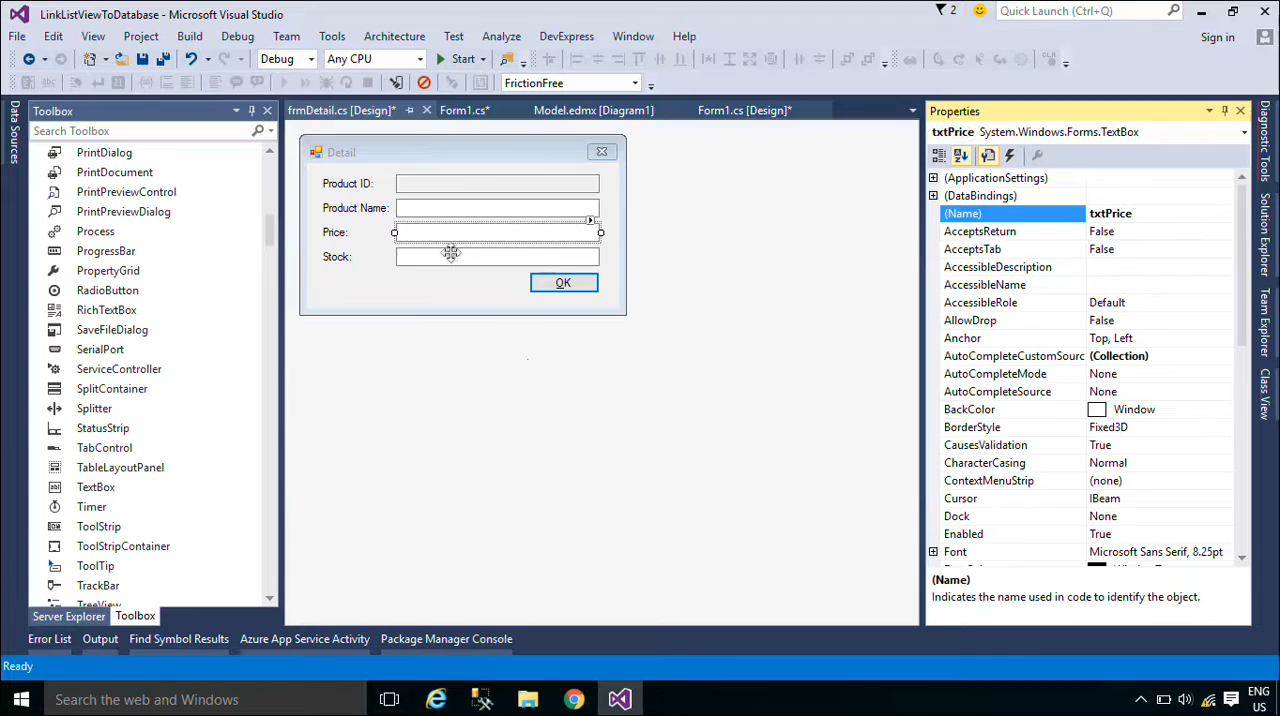 LinkListViewToDatabase - Microsoft Visual Studio
2
Quick Launch (Ctrl+Q)
File Edit View Project Build Debug Team Tools Architecture Test Analyze DevExpress Window Help
Sign in
Debug Any CPU Start
FrictionFree
Data Sources
Toolbox
Search Toolbox
PrintDialog
PrintDocument
PrintPreviewControl
PrintPreviewDialog
Process
ProgressBar
PropertyGrid
RadioButton
RichTextBox
SaveFileDialog
SerialPort
ServiceController
SplitContainer
Splitter
StatusStrip
TabControl
TableLayoutPanel
TextBox
Timer
ToolStrip
ToolStripContainer
ToolTip
TrackBar
TreeView
Server Explorer Toolbox
frmDetail.cs [Design]* Form1.cs* Model.edmx [Diagram1] Form1.cs [Design]*
Detail
Product ID:
Product Name:
Price:
Stock:
OK
Properties
txtPrice System.Windows.Forms.TextBox
(ApplicationSettings)
(DataBindings)
(Name) txtPrice
AcceptsReturn False
AcceptsTab False
AccessibleDescription
AccessibleName
AccessibleRole Default
AllowDrop False
Anchor Top, Left
AutoCompleteCustomSourc (Collection)
AutoCompleteMode None
AutoCompleteSource None
BackColor Window
BorderStyle Fixed3D
CausesValidation True
CharacterCasing Normal
ContextMenuStrip (none)
Cursor IBeam
Dock None
Enabled True
Font Microsoft Sans Serif, 8.25pt
(Name)
Indicates the name used in code to identify the object.
Diagnostic Tools
Solution Explorer
Team Explorer
Class View
Error List Output Find Symbol Results Azure App Service Activity Package Manager Console
Ready
Search the web and Windows
ENG
US